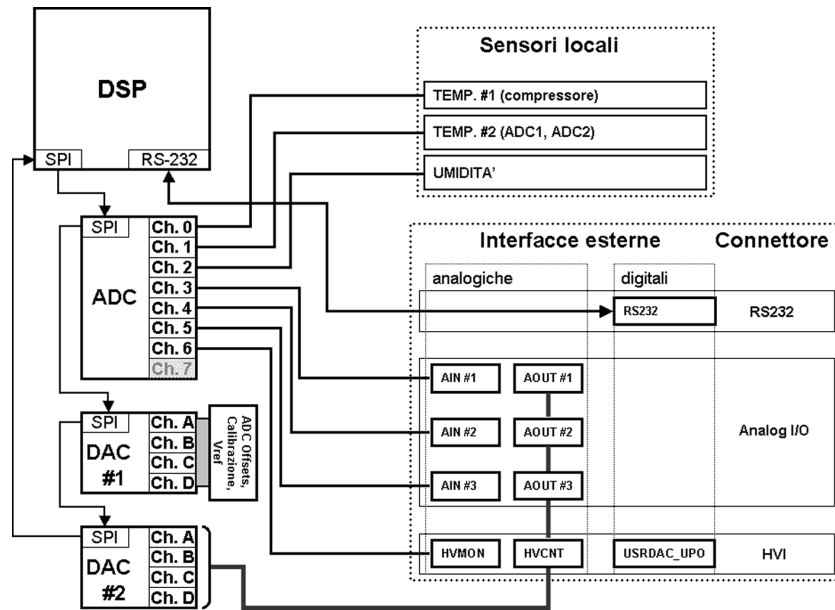 DSP
SPI
RS-232
Sensori locali
TEMP. #1 (compressore)
TEMP. #2 (ADC1, ADC2)
UMIDITA'
SPI
ADC
Ch. 0
Ch. 1
Ch. 2
Ch. 3
Ch. 4
Ch. 5
Ch. 6
Ch. 7
Interfacce esterne
Connettore
analogiche
digitali
RS232
RS232
AIN #1
AOUT #1
AIN #2
AOUT #2
Analog I/O
AIN #3
AOUT #3
HVMON
HVCNT
USRDAC_UPO
HVI
SPI
DAC
#1
Ch. A
Ch. B
Ch. C
Ch. D
ADC Offsets,
Calibrazione,
Vref
SPI
DAC
#2
Ch. A
Ch. B
Ch. C
Ch. D